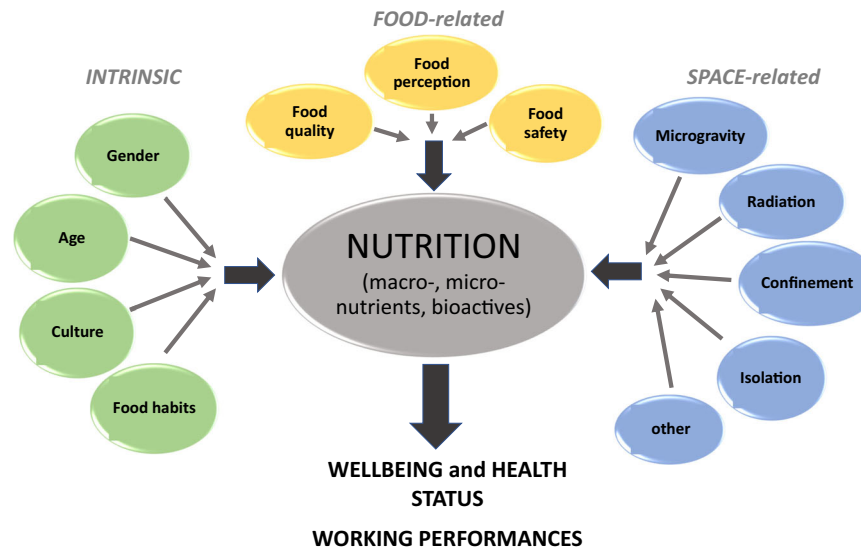 FOOD-related
INTRINSIC
SPACE-related
Food
perception
Food
quality
Food
safety
Gender
Age
Culture
Food habits
Microgravity
Radiation
Confinement
Isolation
other
NUTRITION
(macro-, micro-
nutrients, bioactives)
WELLBEING and HEALTH
STATUS
WORKING PERFORMANCES